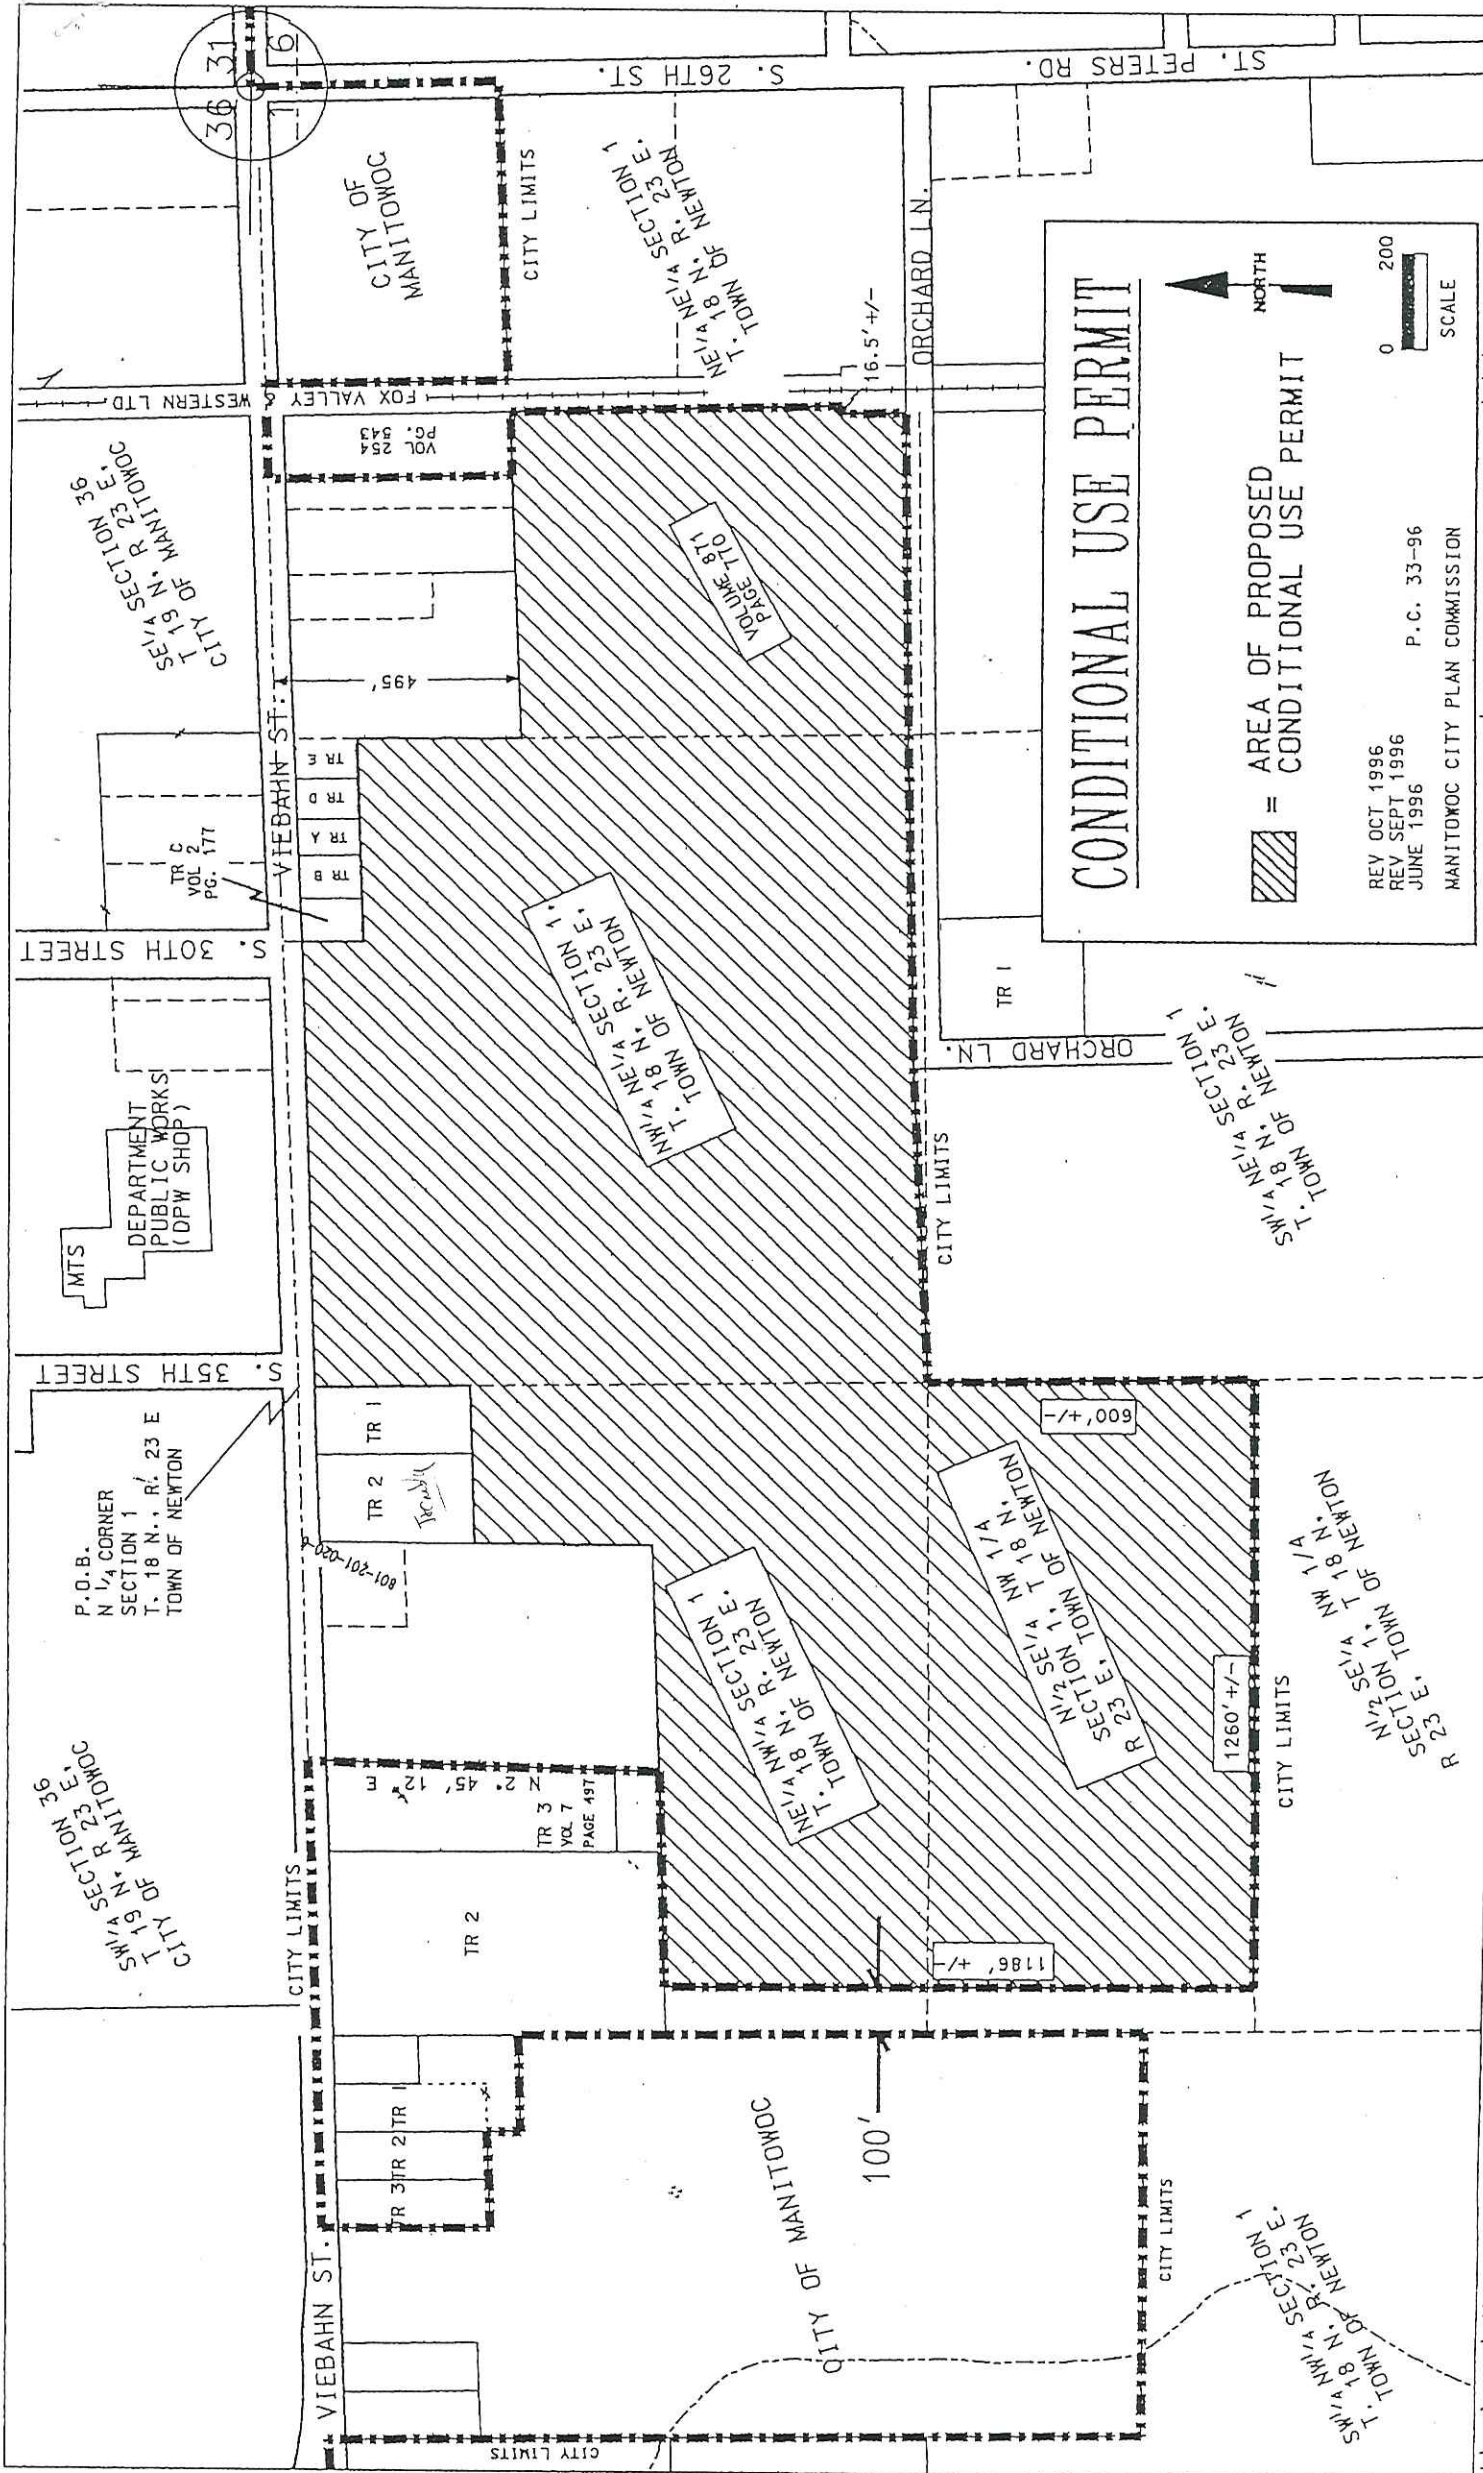 SW1/4 SECTION 36
T 19 N. R 23 E.
CITY OF MANITOWOC
P.O.B.
N 1/4 CORNER
SECTION 1
T. 18 N., R. 23 E
TOWN OF NEWTON
S. 35TH STREET
MTS
DEPARTMENT
PUBLIC WORKS
(DPW SHOP)
S. 30TH STREET
TR C
VOL 2
PG. 177
SE1/4 SECTION 36
T 19 N. R 23 E.
CITY OF MANITOWOC
FOX VALLEY & WESTERN LTD
36
31
1
6
CITY LIMITS
VIEBAHN ST.
VIEBAHN ST.
TR 3
TR 2
TR 1
TR 2
TR 3
VOL 7
PAGE 497
N 2° 45' 12" E
801-201-020-
TR 2
TR 1
TR B
TR A
TR D
TR E
495'
VOL 254
PG. 543
CITY OF
MANITOWOC
CITY LIMITS
S. 26TH ST.
ST. PETERS RD.
NE1/4 NE1/4 SECTION 1
T. 18 N. R. 23 E.
TOWN OF NEWTON
16.5'+/-
ORCHARD LN.
VOLUME 871
PAGE 770
NW1/4 NE1/4 SECTION 1.
T. 18 N. R. 23 E.
TOWN OF NEWTON
NE1/4 NW1/4 SECTION 1
T. 18 N. R. 23 E.
TOWN OF NEWTON
N1/2 SE1/4 NW 1/4
SECTION 1. T 18 N.
R 23 E. TOWN OF NEWTON
600'+/-
1186' +/-
1260'+/-
CITY LIMITS
CITY LIMITS
CITY OF MANITOWOC
100'
CITY LIMITS
CITY LIMITS
SW1/4 NW1/4 SECTION 1
T. 18 N. R. 23 E.
TOWN OF NEWTON
N1/2 SE1/4 NW 1/4
SECTION 1. T 18 N.
R 23 E. TOWN OF NEWTON
SW1/4 NE1/4 SECTION 1
T. 18 N. R. 23 E.
TOWN OF NEWTON
ORCHARD LN.
TR 1
CONDITIONAL USE PERMIT
= AREA OF PROPOSED
CONDITIONAL USE PERMIT
NORTH
REV OCT 1996
REV SEPT 1996
JUNE 1996
P.C. 33-96
MANITOWOC CITY PLAN COMMISSION
0
200
SCALE